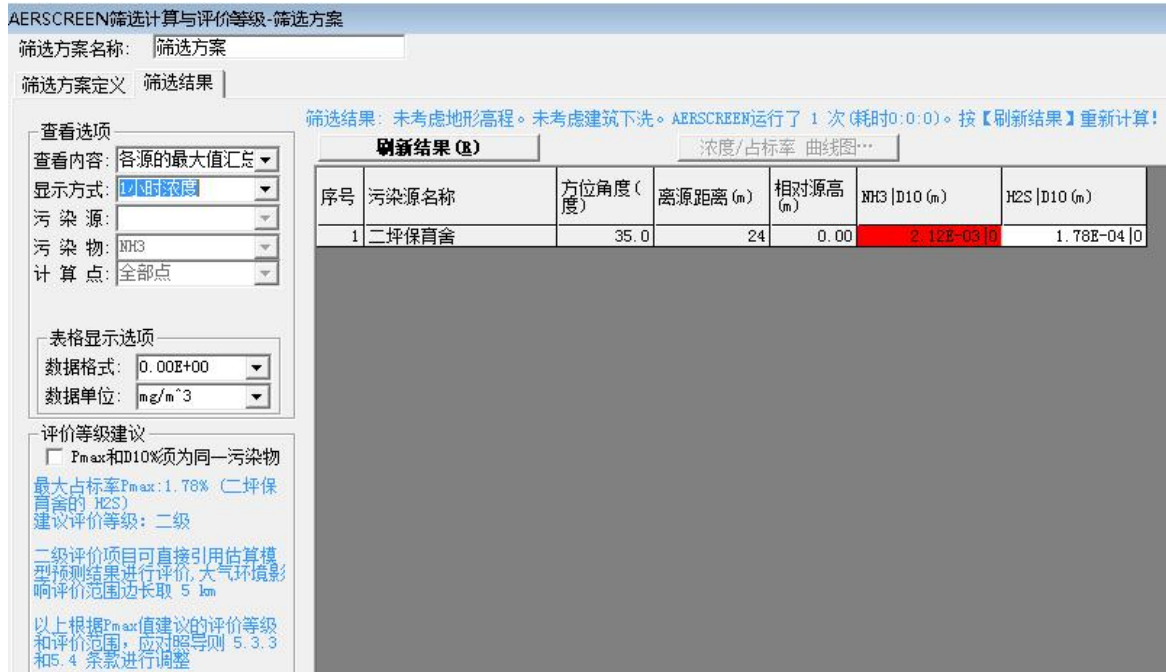 AERSCREEN筛选计算与评价等级-筛选方案
筛选方案名称: 筛选方案
筛选方案定义 筛选结果
筛选结果: 未考虑地形高程。未考虑建筑下洗。AERSCREEN运行了 1 次(耗时0:0:0)。按【刷新结果】重新计算!
查看选项
刷新结果(R) 浓度/占标率 曲线图…
查看内容: 各源的最大值汇总
显示方式: 1小时浓度
污 染 源:
污 染 物: NH3
计 算 点: 全部点
序号 污染源名称 方位角度(度) 离源距离(m) 相对源高(m) NH3|D10(m) H2S|D10(m)
1 二坪保育舍 35.0 24 0.00 2.12E-03|0 1.78E-04|0
表格显示选项
数据格式: 0.00E+00
数据单位: mg/m^3
评价等级建议
Pmax和D10%须为同一污染物
最大占标率Pmax:1.78% (二坪保
育舍的 H2S)
建议评价等级: 二级
二级评价项目可直接引用估算模
型预测结果进行评价,大气环境影
响评价范围边长取 5 km
以上根据Pmax值建议的评价等级
和评价范围, 应对照导则 5.3.3
和5.4 条款进行调整